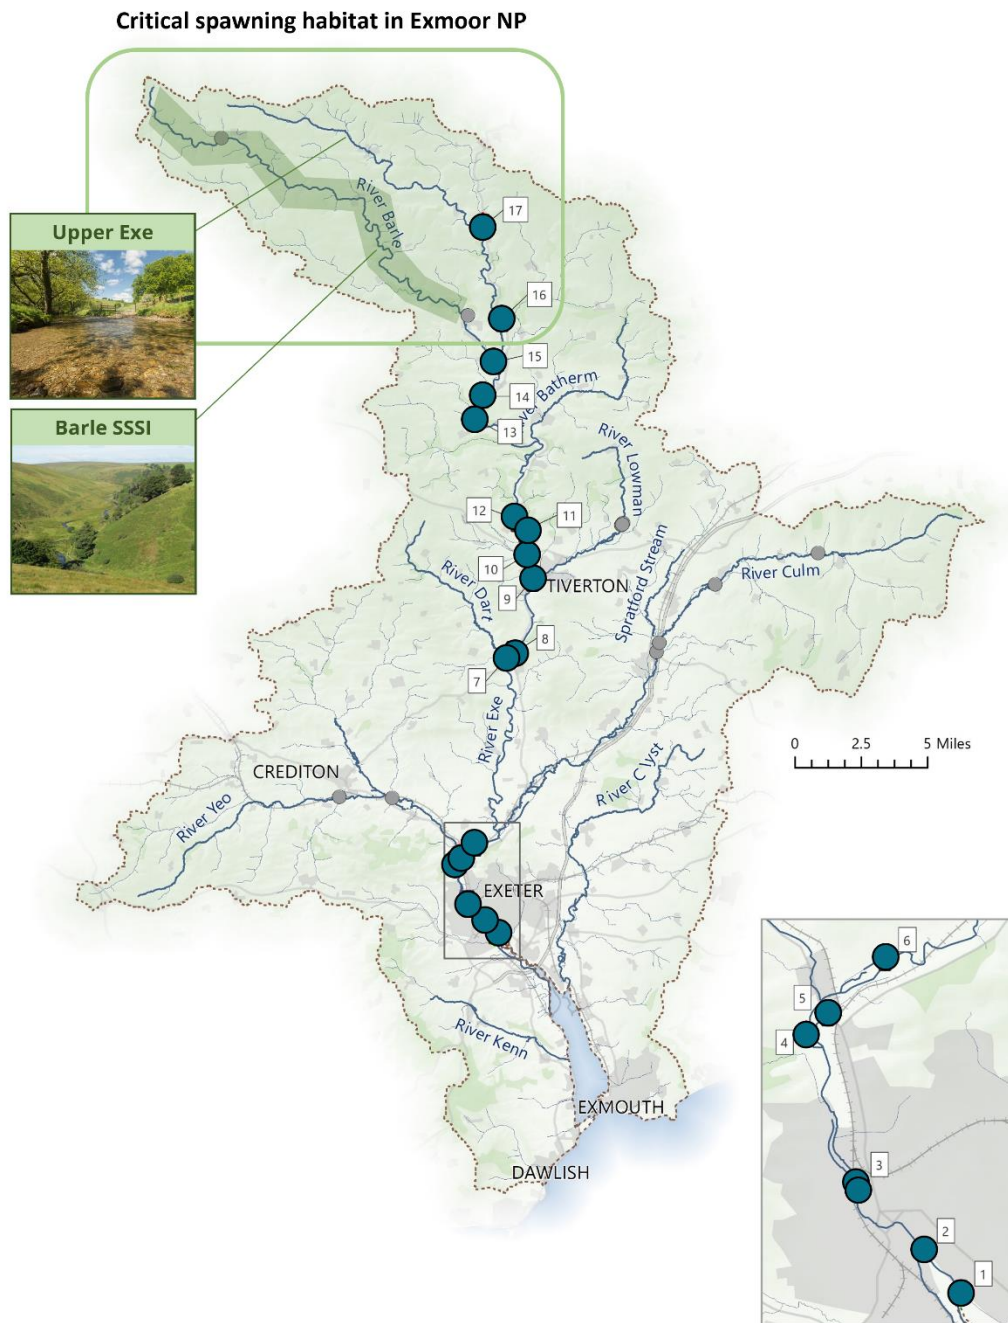 Critical spawning habitat in Exmoor NP
Upper Exe
Barle SSSI
River Barle
17
16
15
14
River Batherm
13
River Lowman
12
11
10
9
TIVERTON
River Dart
Spratford Stream
River Culm
8
7
River Exe
0 2.5 5 Miles
CREDITON
River Yeo
River Clyst
EXETER
River Kenn
EXMOUTH
DAWLISH
6
5
4
3
2
1